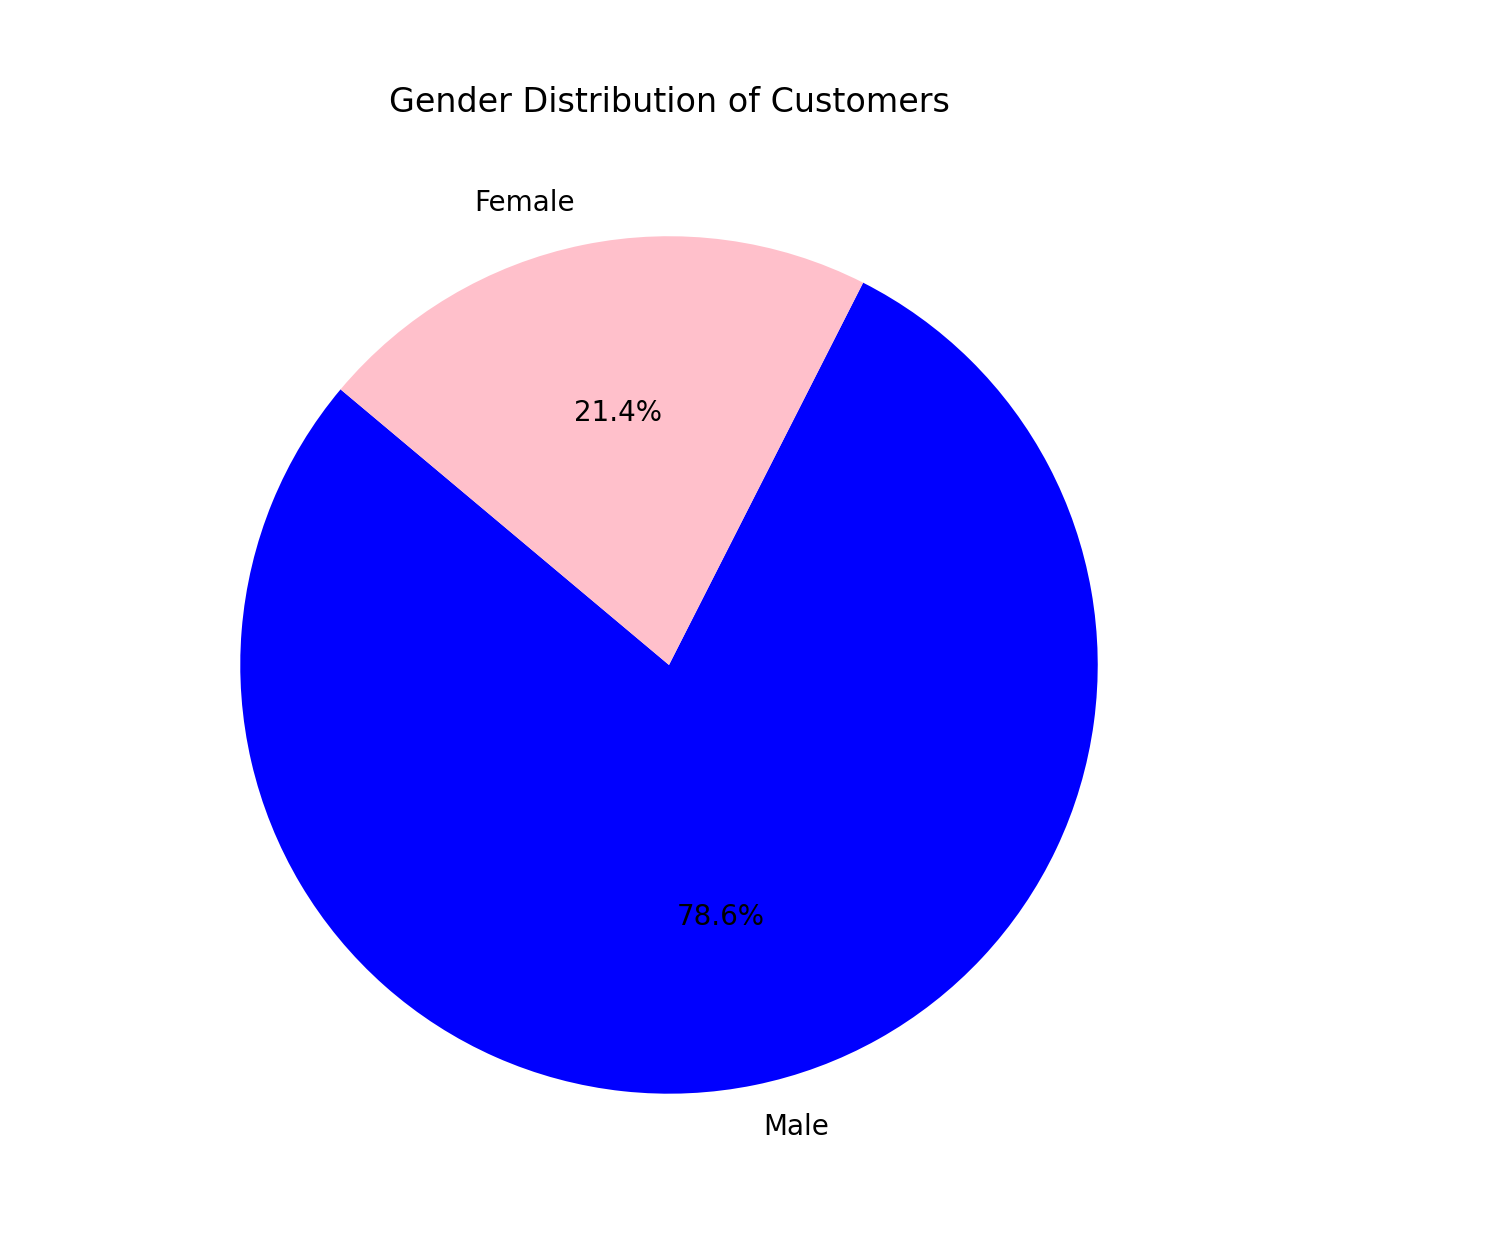 Gender Distribution of Customers
Female
21.4%
78.6%
Male